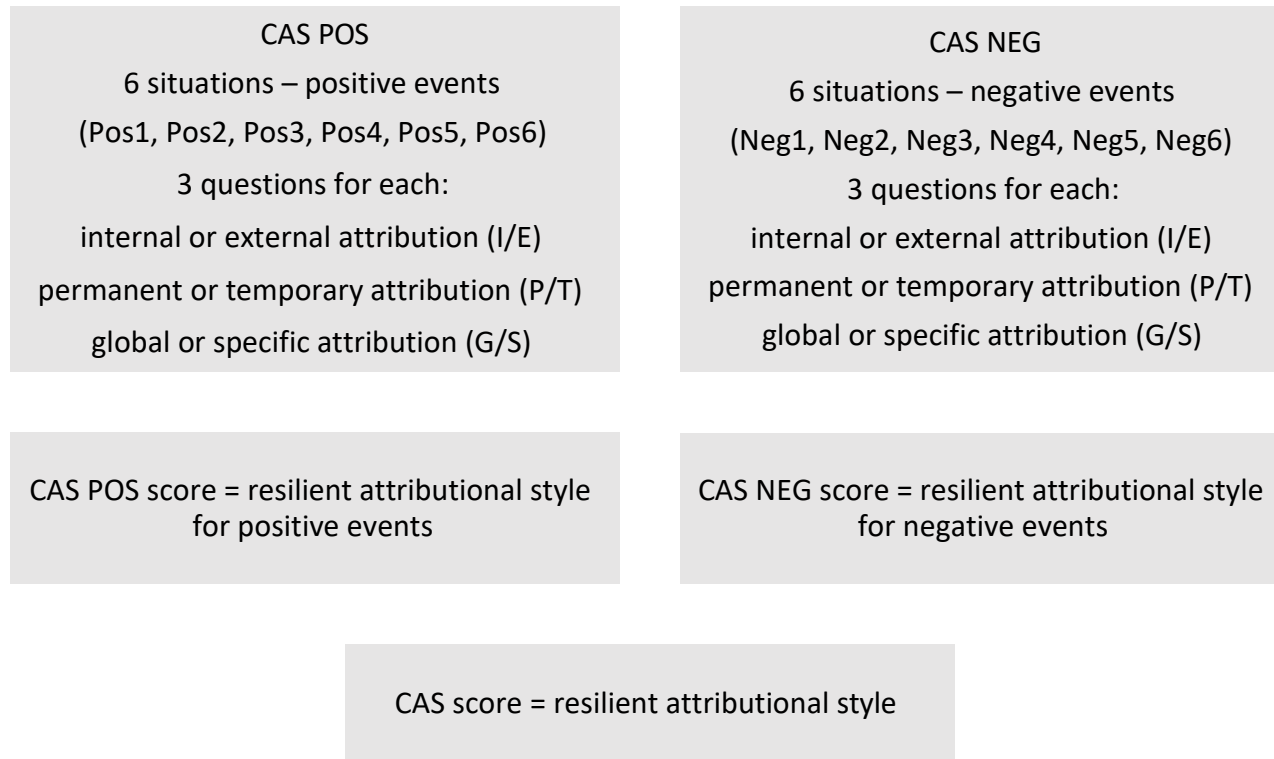 CAS POS
6 situations – positive events
(Pos1, Pos2, Pos3, Pos4, Pos5, Pos6)
3 questions for each:
internal or external attribution (I/E)
permanent or temporary attribution (P/T)
global or specific attribution (G/S)
CAS NEG
6 situations – negative events
(Neg1, Neg2, Neg3, Neg4, Neg5, Neg6)
3 questions for each:
internal or external attribution (I/E)
permanent or temporary attribution (P/T)
global or specific attribution (G/S)
CAS POS score = resilient attributional style
for positive events
CAS NEG score = resilient attributional style
for negative events
CAS score = resilient attributional style